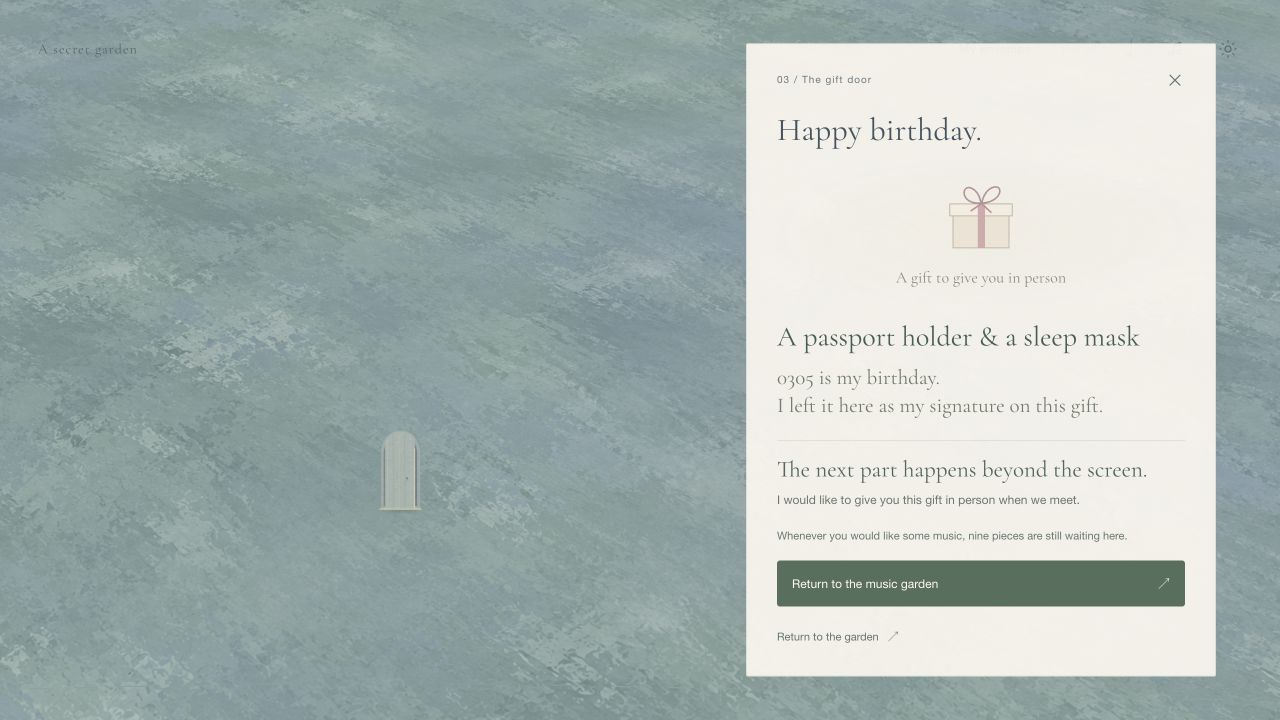 A secret garden
03 / The gift door
Happy birthday.
A gift to give you in person
A passport holder & a sleep mask
0305 is my birthday.
I left it here as my signature on this gift.
The next part happens beyond the screen.
I would like to give you this gift in person when we meet.
Whenever you would like some music, nine pieces are still waiting here.
Return to the music garden
Return to the garden